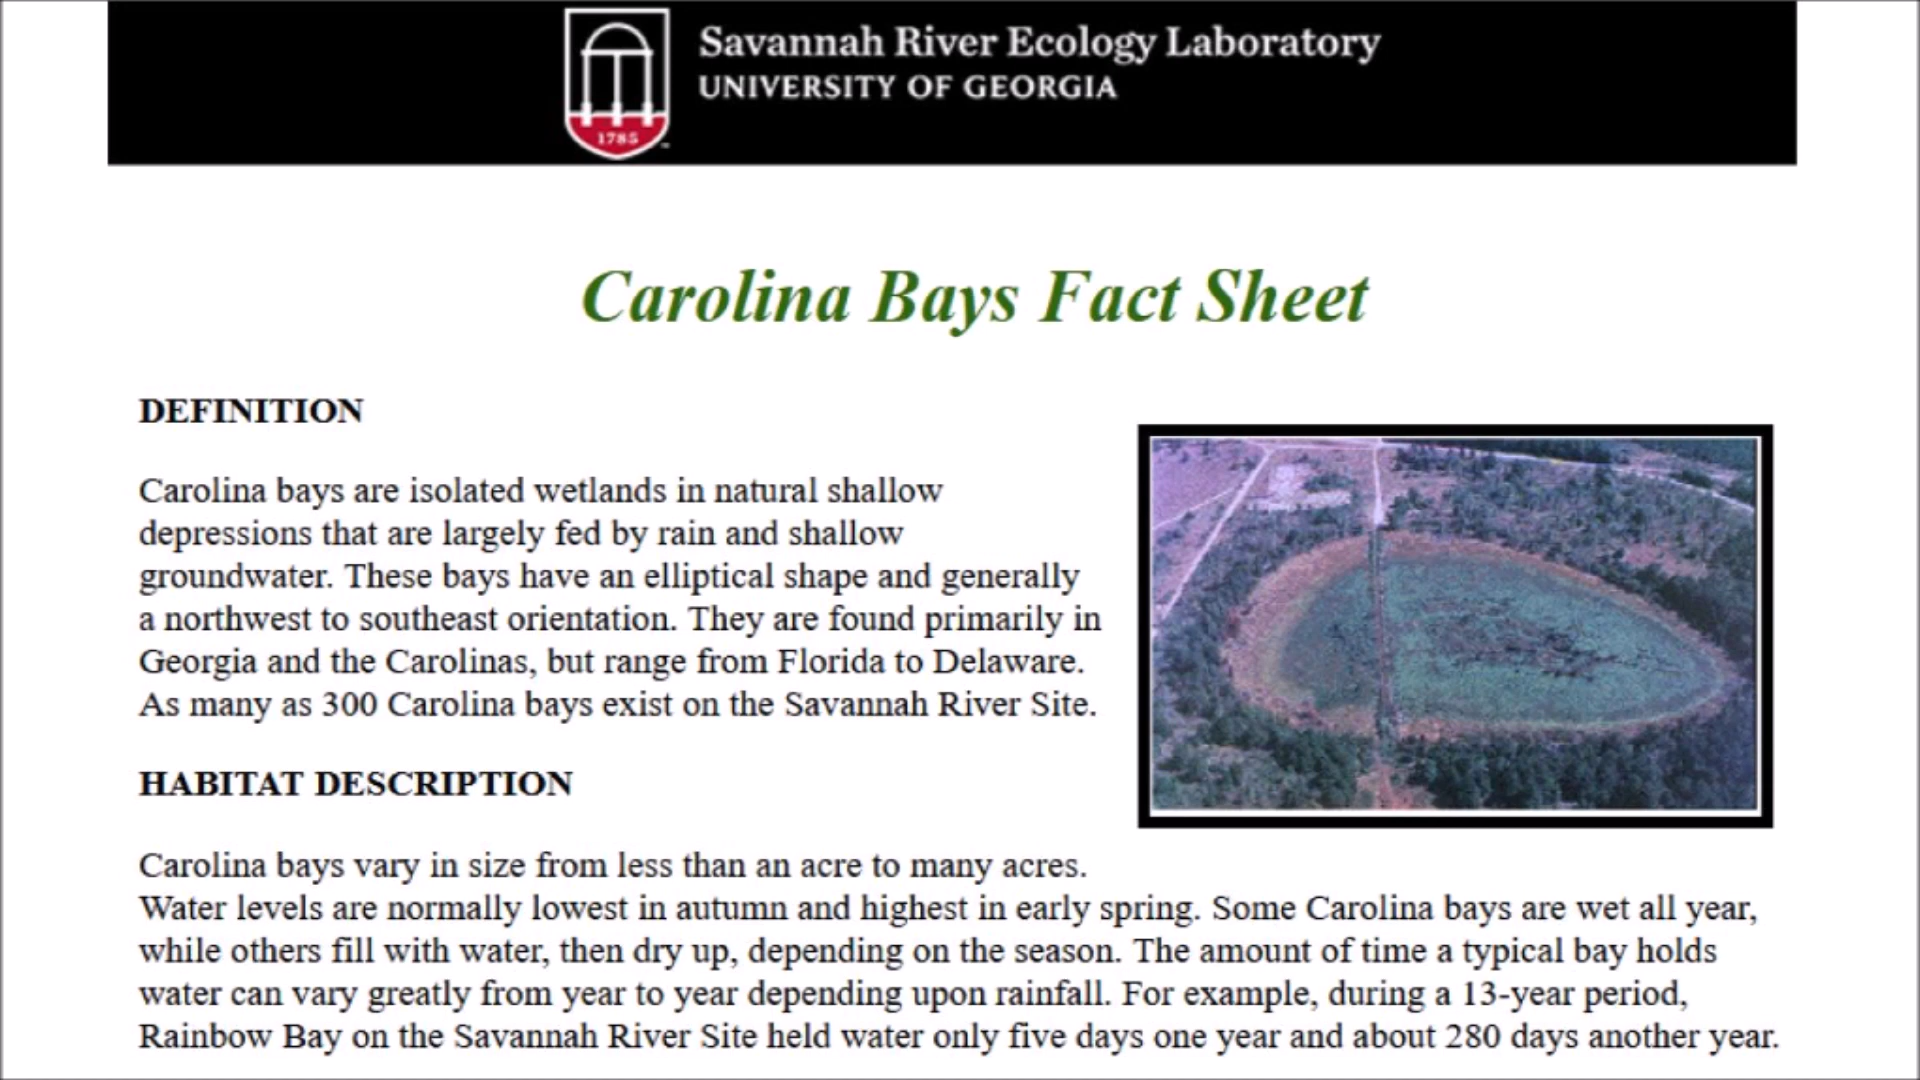 Savannah River Ecology Laboratory
UNIVERSITY OF GEORGIA
1785
Carolina Bays Fact Sheet
DEFINITION
Carolina bays are isolated wetlands in natural shallow
depressions that are largely fed by rain and shallow
groundwater. These bays have an elliptical shape and generally
a northwest to southeast orientation. They are found primarily in
Georgia and the Carolinas, but range from Florida to Delaware.
As many as 300 Carolina bays exist on the Savannah River Site.
HABITAT DESCRIPTION
Carolina bays vary in size from less than an acre to many acres.
Water levels are normally lowest in autumn and highest in early spring. Some Carolina bays are wet all year,
while others fill with water, then dry up, depending on the season. The amount of time a typical bay holds
water can vary greatly from year to year depending upon rainfall. For example, during a 13-year period,
Rainbow Bay on the Savannah River Site held water only five days one year and about 280 days another year.